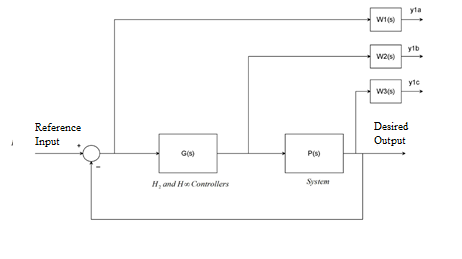 y1a
W1(s)
y1b
W2(s)
y1c
W3(s)
Reference
Input
+
−
G(s)
P(s)
Desired
Output
H2 and H∞ Controllers
System